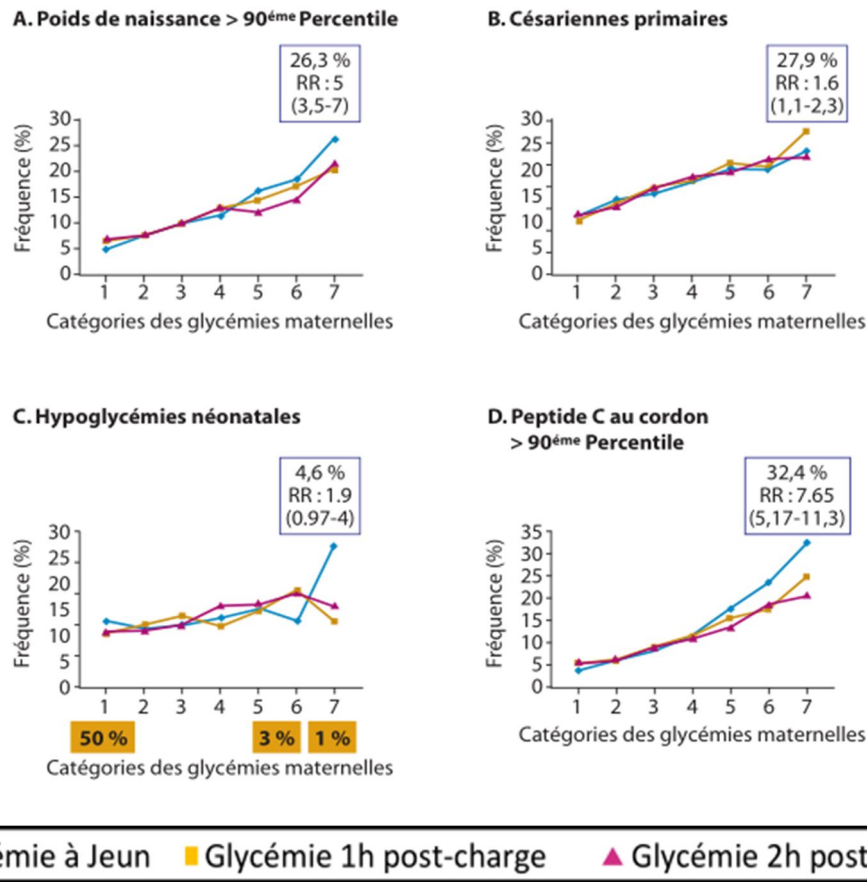 A. Poids de naissance > 90éme Percentile
26,3 %
RR : 5
(3,5-7)
Fréquence (%)
30
25
20
15
10
5
0
1 2 3 4 5 6 7
Catégories des glycémies maternelles
B. Césariennes primaires
27,9 %
RR : 1.6
(1,1-2,3)
Fréquence (%)
30
25
20
15
10
5
0
1 2 3 4 5 6 7
Catégories des glycémies maternelles
C. Hypoglycémies néonatales
4,6 %
RR : 1.9
(0.97-4)
Fréquence (%)
30
25
20
15
10
5
0
1 2 3 4 5 6 7
50 % 3 % 1 %
Catégories des glycémies maternelles
D. Peptide C au cordon
> 90éme Percentile
32,4 %
RR : 7.65
(5,17-11,3)
Fréquence (%)
35
30
25
20
15
10
5
0
1 2 3 4 5 6 7
Catégories des glycémies maternelles
émie à Jeun Glycémie 1h post-charge Glycémie 2h post